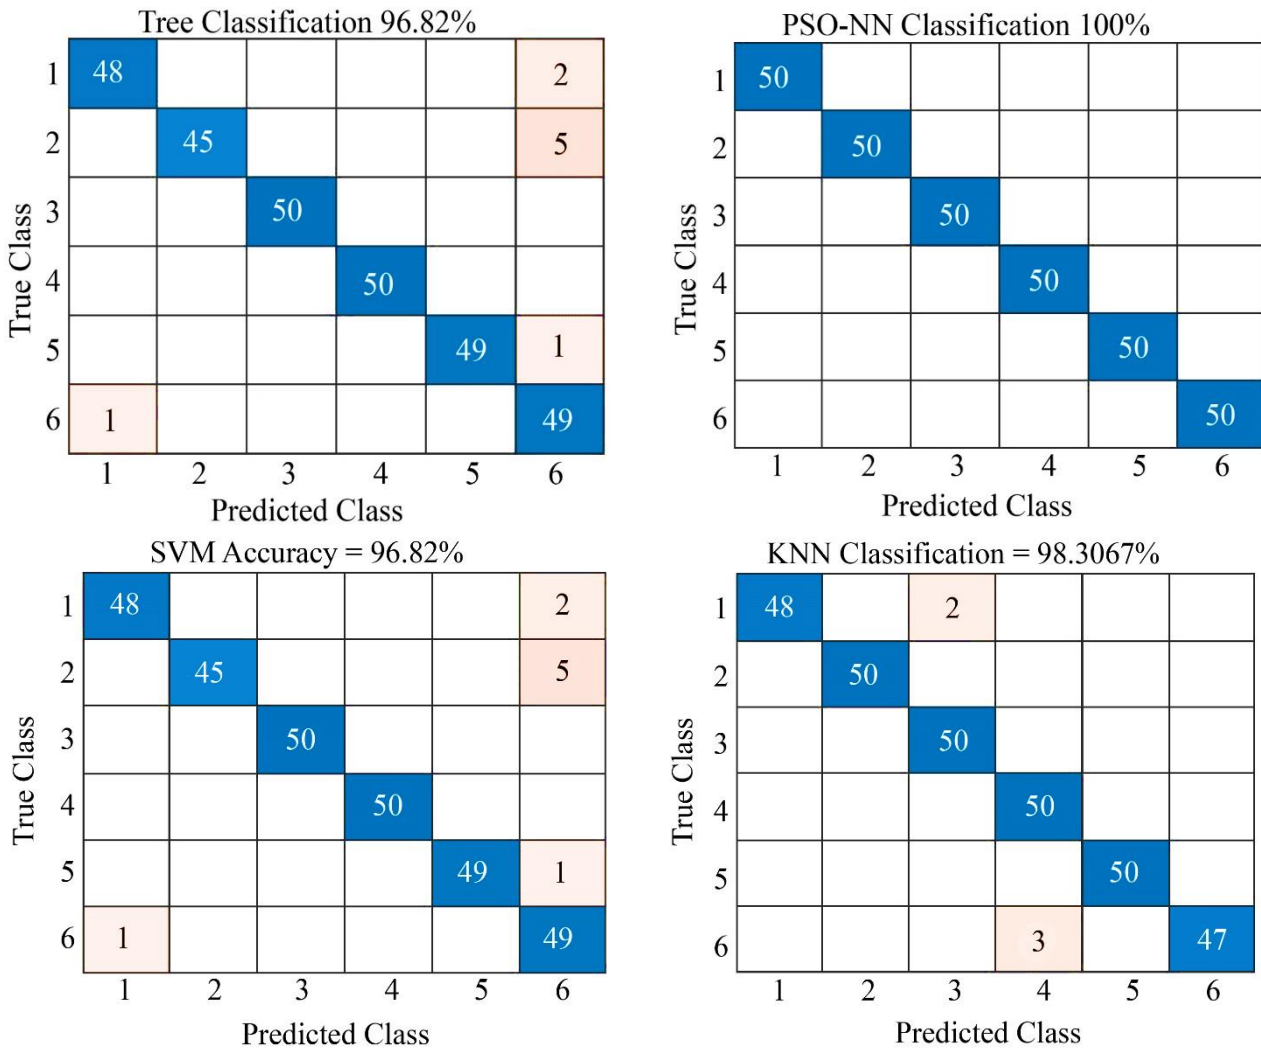 Tree Classification 96.82%
True Class
1 48 2
2 45 5
3 50
4 50
5 49 1
6 1 49
1 2 3 4 5 6
Predicted Class
PSO-NN Classification 100%
True Class
1 50
2 50
3 50
4 50
5 50
6 50
1 2 3 4 5 6
Predicted Class
SVM Accuracy = 96.82%
True Class
1 48 2
2 45 5
3 50
4 50
5 49 1
6 1 49
1 2 3 4 5 6
Predicted Class
KNN Classification = 98.3067%
True Class
1 48 2
2 50
3 50
4 50
5 50
6 3 47
1 2 3 4 5 6
Predicted Class